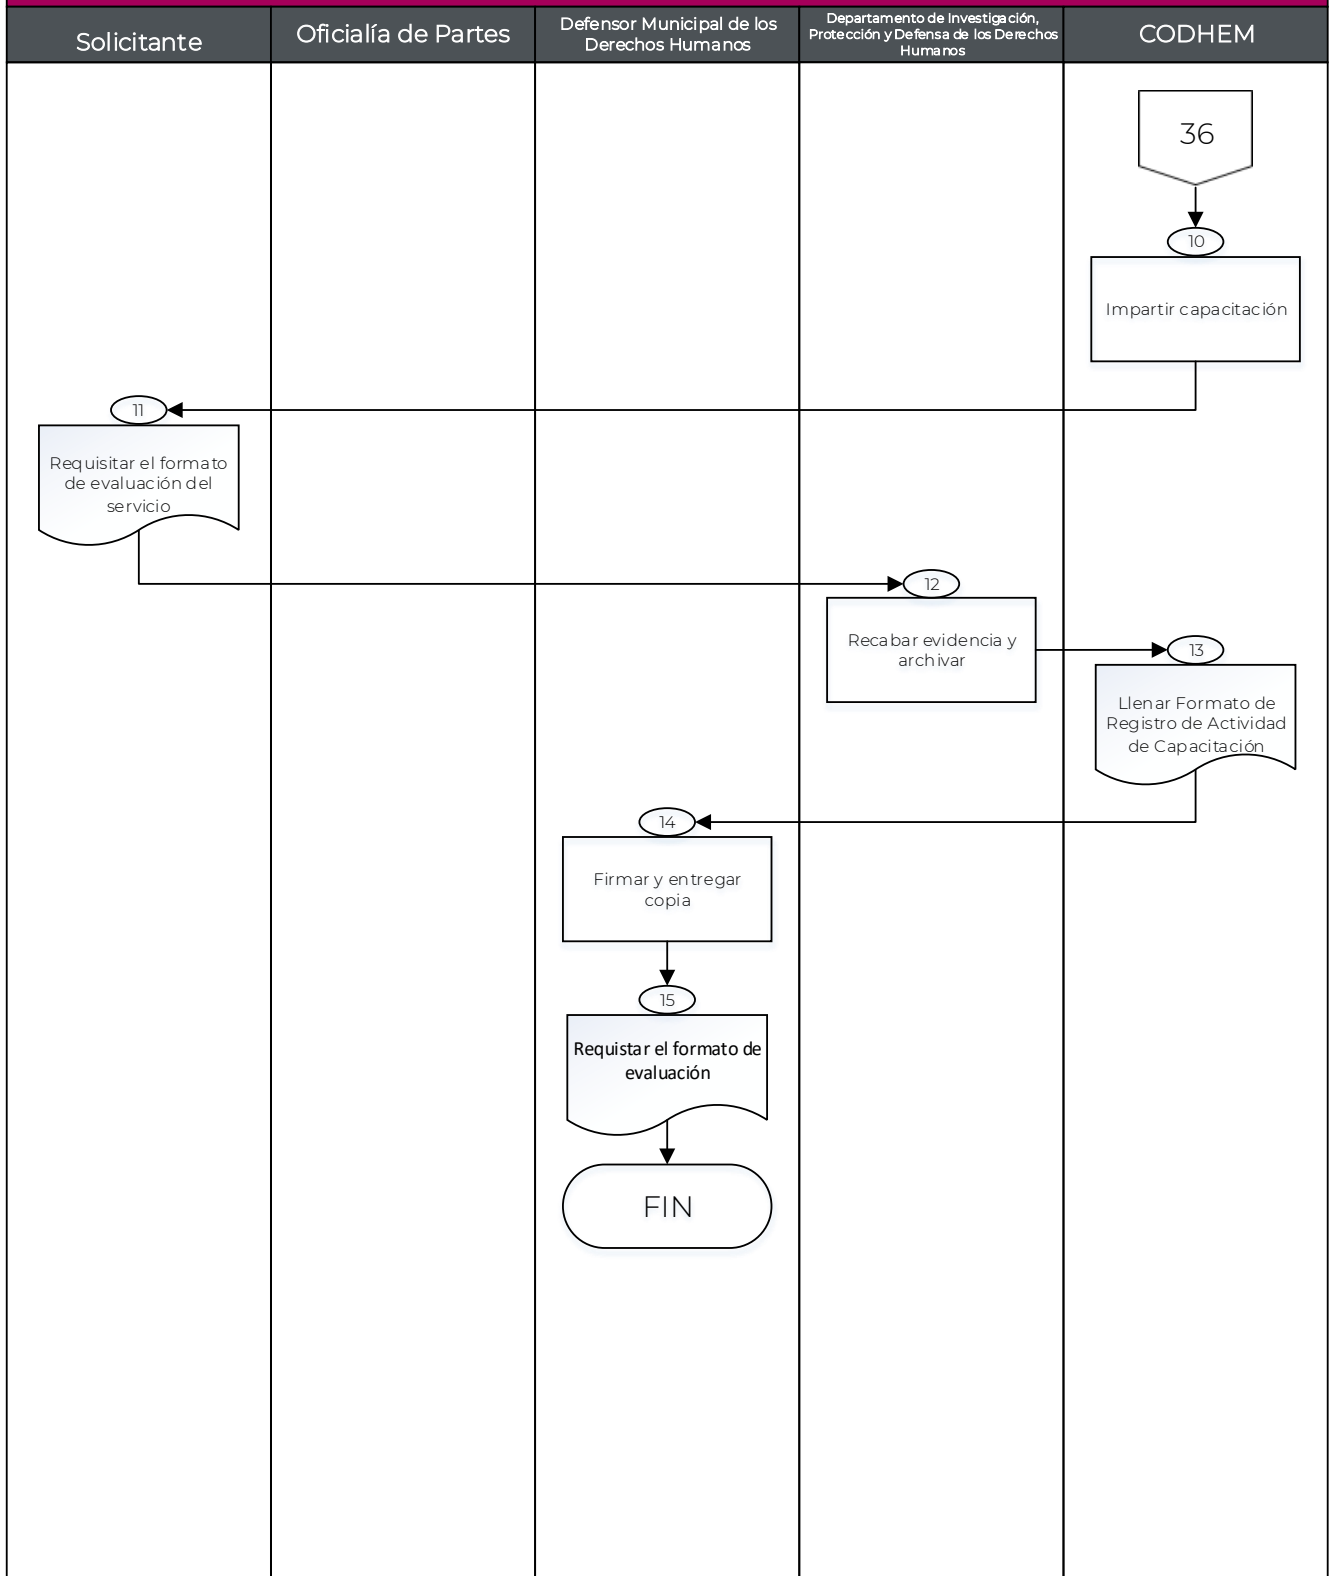 Solicitante
Oficialía de Partes
Defensor Municipal de los
Derechos Humanos
Departamento de Investigación,
Protección y Defensa de los Derechos
Humanos
CODHEM
36
10
Impartir capacitación
11
Requisitar el formato
de evaluación del
servicio
12
Recabar evidencia y
archivar
13
Llenar Formato de
Registro de Actividad
de Capacitación
14
Firmar y entregar
copia
15
Requistar el formato de
evaluación
FIN